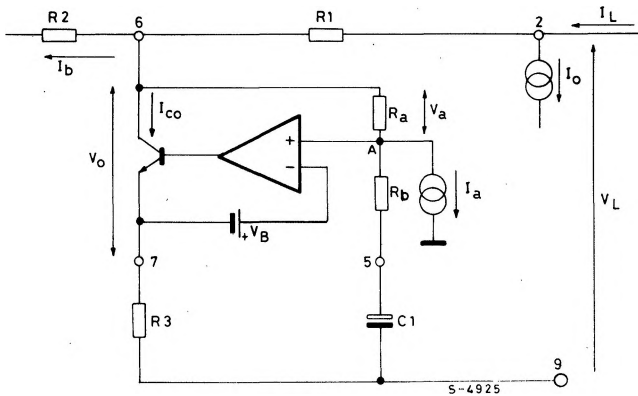 R2
6
R1
2
I_L
I_b
I_o
I_co
R_a
V_a
V_o
+
A
-
R_b
I_a
V_L
+ V_B
7
5
R3
C1
S-4925
9